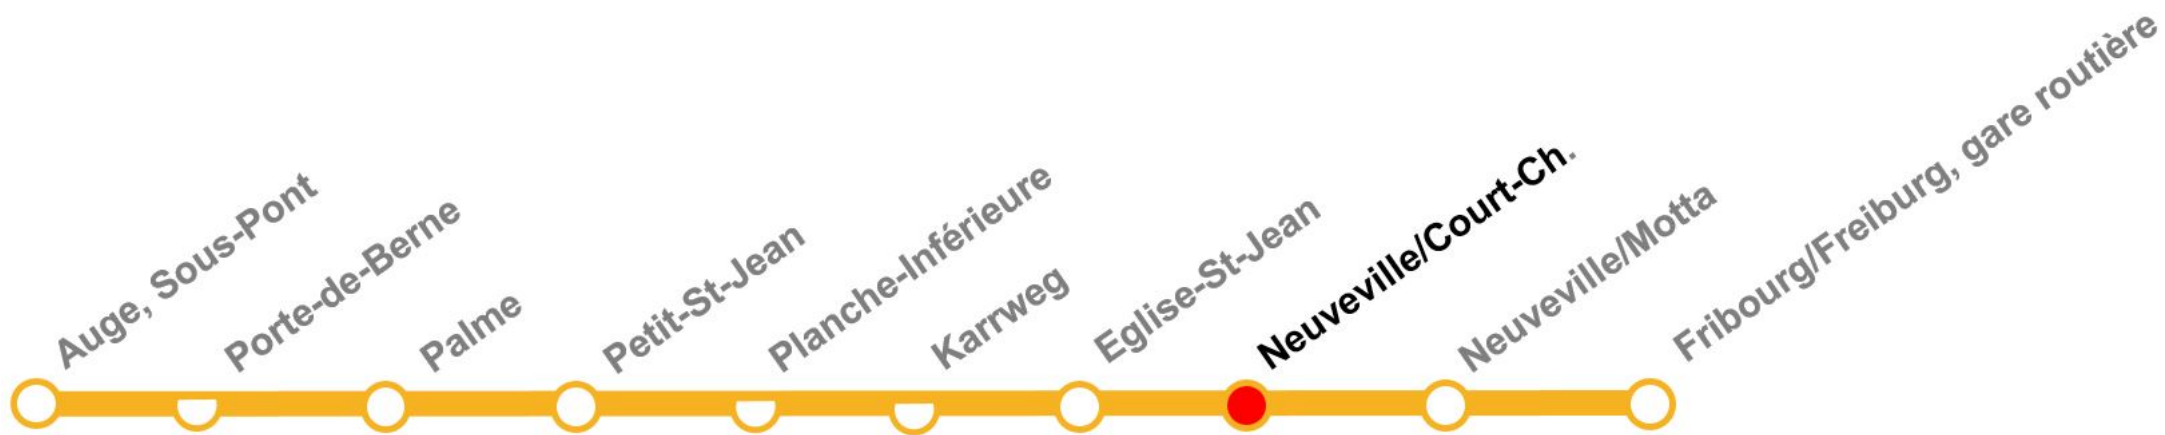 Auge, Sous-Pont
Porte-de-Berne
Palme
Petit-St-Jean
Planche-Inférieure
Karrweg
Eglise-St-Jean
Neuveville/Court-Ch.
Neuveville/Motta
Fribourg/Freiburg, gare routière